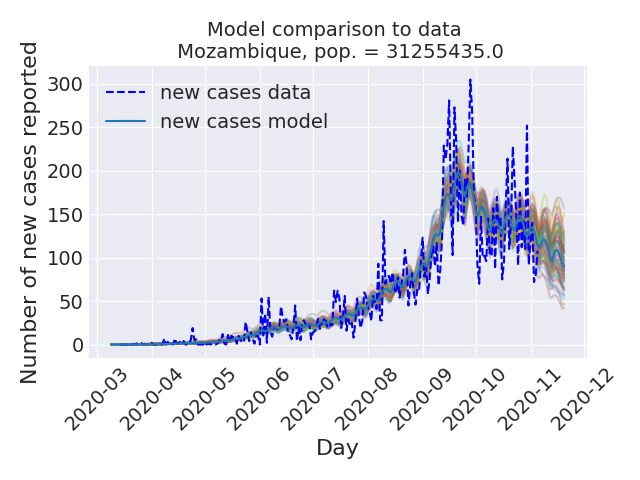 Model comparison to data
Mozambique, pop. = 31255435.0
Number of new cases reported
300
250
200
150
100
50
0
new cases data
new cases model
2020-03
2020-04
2020-05
2020-06
2020-07
2020-08
2020-09
2020-10
2020-11
2020-12
Day